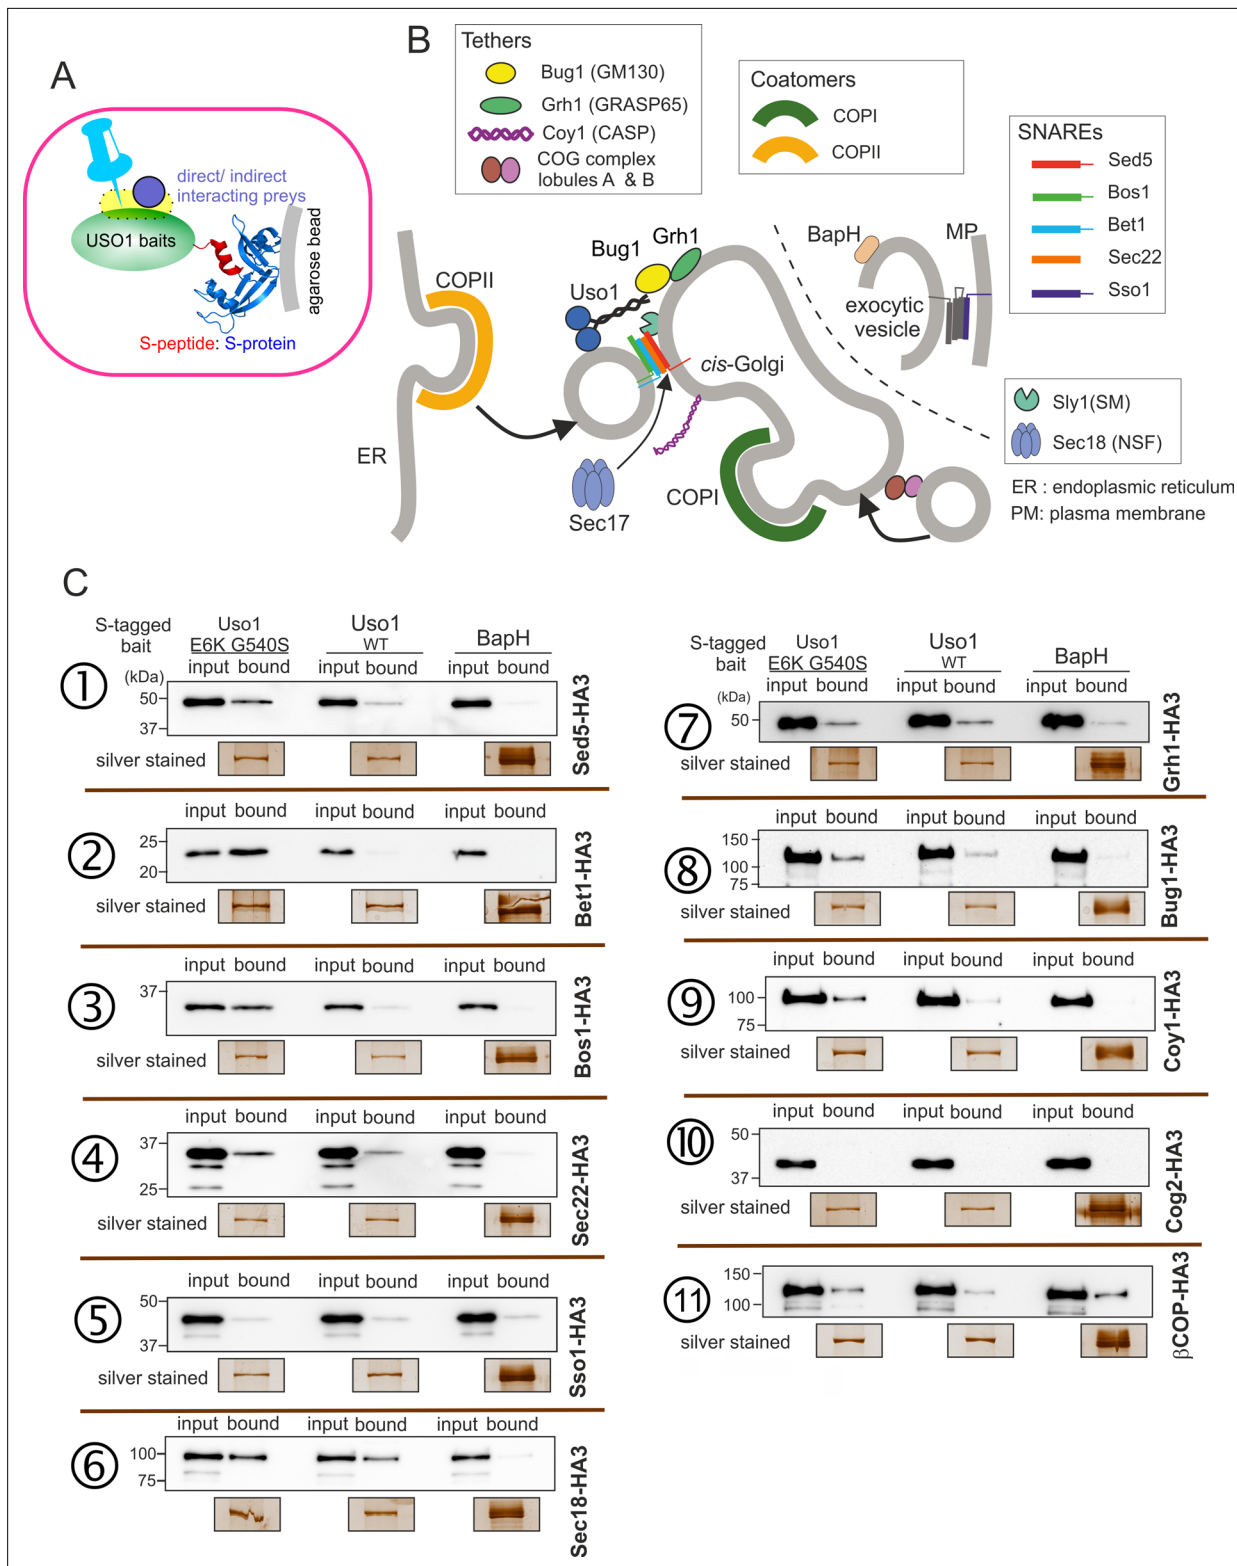 A
direct/ indirect
interacting preys
USO1 baits
agarose bead
S-peptide: S-protein
B
Tethers
Bug1 (GM130)
Grh1 (GRASP65)
Coy1 (CASP)
COG complex
lobules A & B
Coatomers
COPI
COPII
SNAREs
Sed5
Bos1
Bet1
Sec22
Sso1
COPII
ER
Uso1
Bug1
Grh1
cis-Golgi
Sec17
COPI
BapH
MP
exocytic
vesicle
Sly1(SM)
Sec18 (NSF)
ER : endoplasmic reticulum
PM: plasma membrane
C
S-tagged
bait
Uso1
E6K G540S
Uso1
WT
BapH
input bound input bound input bound
(kDa)
1
50
37
silver stained
Sed5-HA3
input bound input bound input bound
2
25
20
silver stained
Bet1-HA3
input bound input bound input bound
3
37
silver stained
Bos1-HA3
input bound input bound input bound
4
37
25
silver stained
Sec22-HA3
input bound input bound input bound
5
50
37
silver stained
Sso1-HA3
input bound input bound input bound
6
100
75
Sec18-HA3
S-tagged
bait
Uso1
E6K G540S
Uso1
WT
BapH
input bound input bound input bound
(kDa)
7
50
silver stained
Grh1-HA3
input bound input bound input bound
8
150
100
75
silver stained
Bug1-HA3
input bound input bound input bound
9
100
75
silver stained
Coy1-HA3
input bound input bound input bound
10
50
37
silver stained
Cog2-HA3
input bound input bound input bound
11
150
100
silver stained
βCOP-HA3